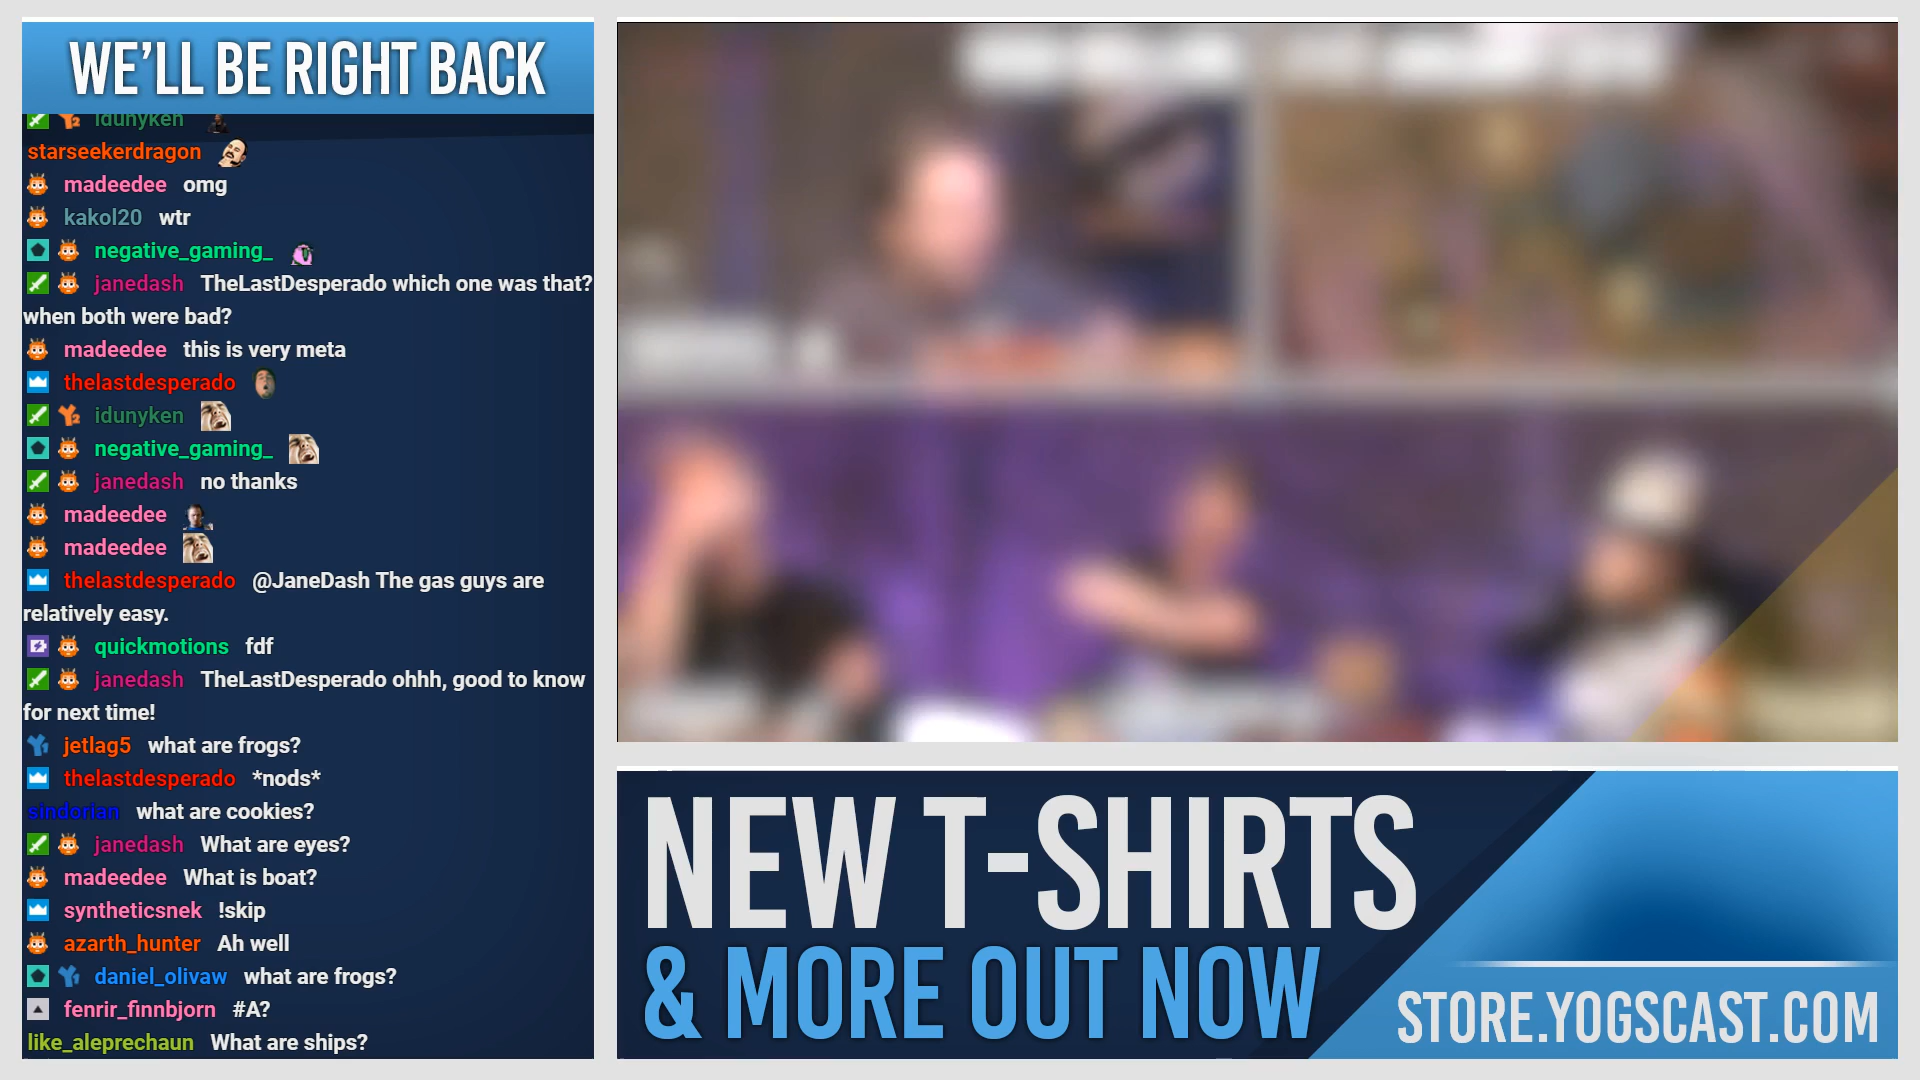 WE'LL BE RIGHT BACK
idunyken
starseekerdragon
madeedee omg
kakol20 wtr
negative_gaming_
janedash TheLastDesperado which one was that?
when both were bad?
madeedee this is very meta
thelastdesperado
idunyken
negative_gaming_
janedash no thanks
madeedee
madeedee
thelastdesperado @JaneDash The gas guys are
relatively easy.
quickmotions fdf
janedash TheLastDesperado ohhh, good to know
for next time!
jetlag5 what are frogs?
thelastdesperado *nods*
sindorian what are cookies?
janedash What are eyes?
madeedee What is boat?
syntheticsnek !skip
azarth_hunter Ah well
daniel_olivaw what are frogs?
fenrir_finnbjorn #A?
like_aleprechaun What are ships?
NEW T-SHIRTS
& MORE OUT NOW
STORE.YOGSCAST.COM